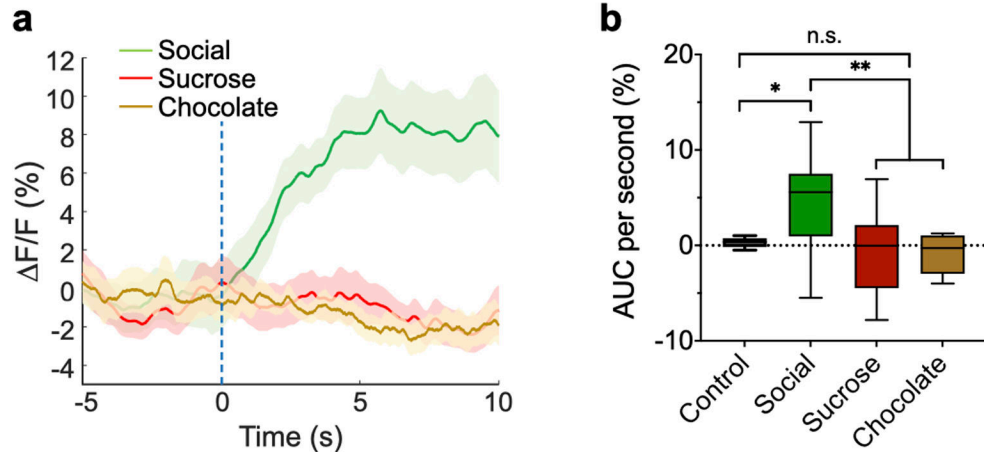 a
Social
Sucrose
Chocolate
12
10
8
6
4
2
0
-2
-4
ΔF/F (%)
-5
0
5
10
Time (s)
b
n.s.
**
*
20
10
0
-10
AUC per second (%)
Control
Social
Sucrose
Chocolate